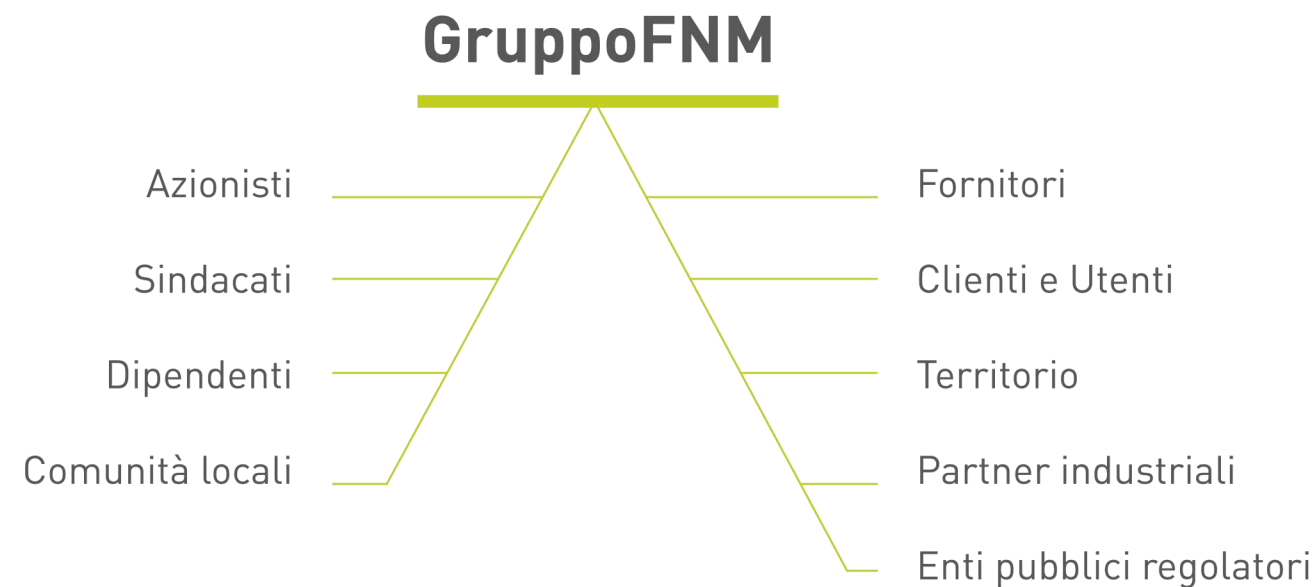 GruppoFNM
Azionisti
Sindacati
Dipendenti
Comunità locali
Fornitori
Clienti e Utenti
Territorio
Partner industriali
Enti pubblici regolatori